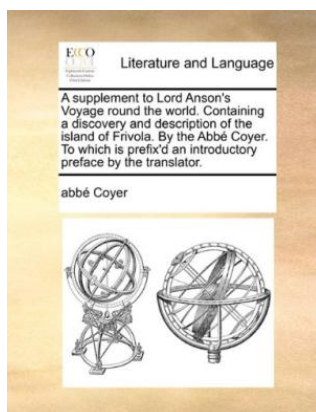 ECCO
Literature and Language
A supplement to Lord Anson's
Voyage round the world. Containing
a discovery and description of the
island of Frivola. By the Abbé Coyer.
To which is prefix'd an introductory
preface by the translator.
abbé Coyer